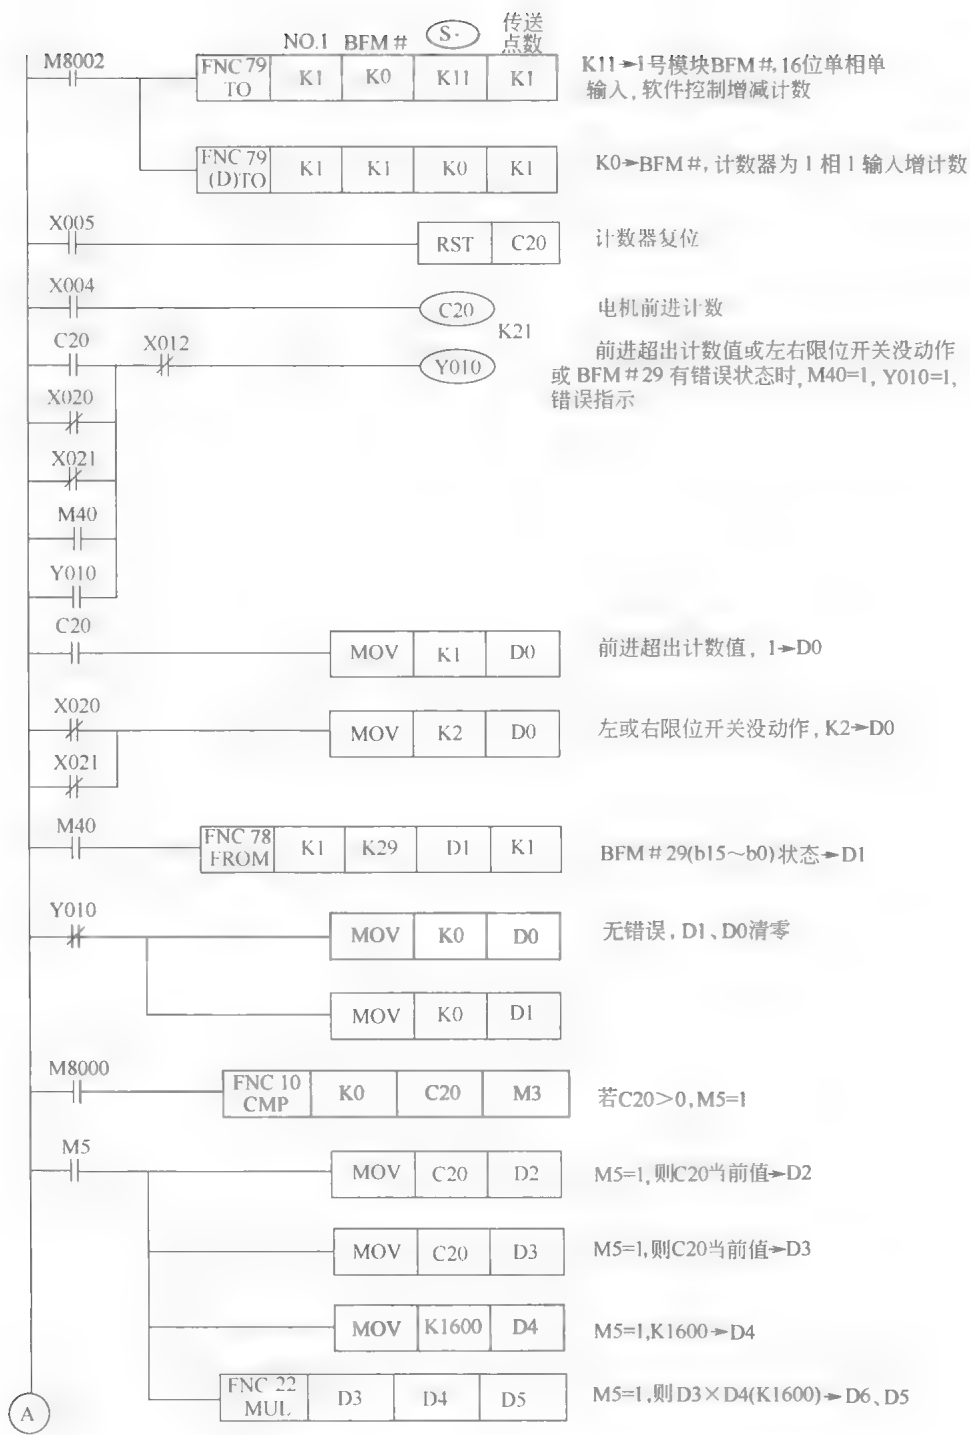 NO.1 BFM# S· 传送点数
M8002
FNC 79 TO K1 K0 K11 K1
K11→1号模块BFM#, 16位单相单
输入, 软件控制增减计数
FNC 79 (D)TO K1 K1 K0 K1
K0→BFM#, 计数器为1相1输入增计数
X005
RST C20
计数器复位
X004
C20
K21
电机前进计数
C20 X012
Y010
前进超出计数值或左右限位开关没动作
或BFM#29有错误状态时, M40=1, Y010=1,
错误指示
X020
X021
M40
Y010
C20
MOV K1 D0
前进超出计数值, 1→D0
X020
MOV K2 D0
左或右限位开关没动作, K2→D0
X021
M40
FNC 78 FROM K1 K29 D1 K1
BFM#29(b15~b0)状态→D1
Y010
MOV K0 D0
无错误, D1、D0清零
MOV K0 D1
M8000
FNC 10 CMP K0 C20 M3
若C20>0, M5=1
M5
MOV C20 D2
M5=1, 则C20当前值→D2
MOV C20 D3
M5=1, 则C20当前值→D3
MOV K1600 D4
M5=1, K1600→D4
FNC 22 MUL D3 D4 D5
M5=1, 则D3×D4(K1600)→D6、D5
A